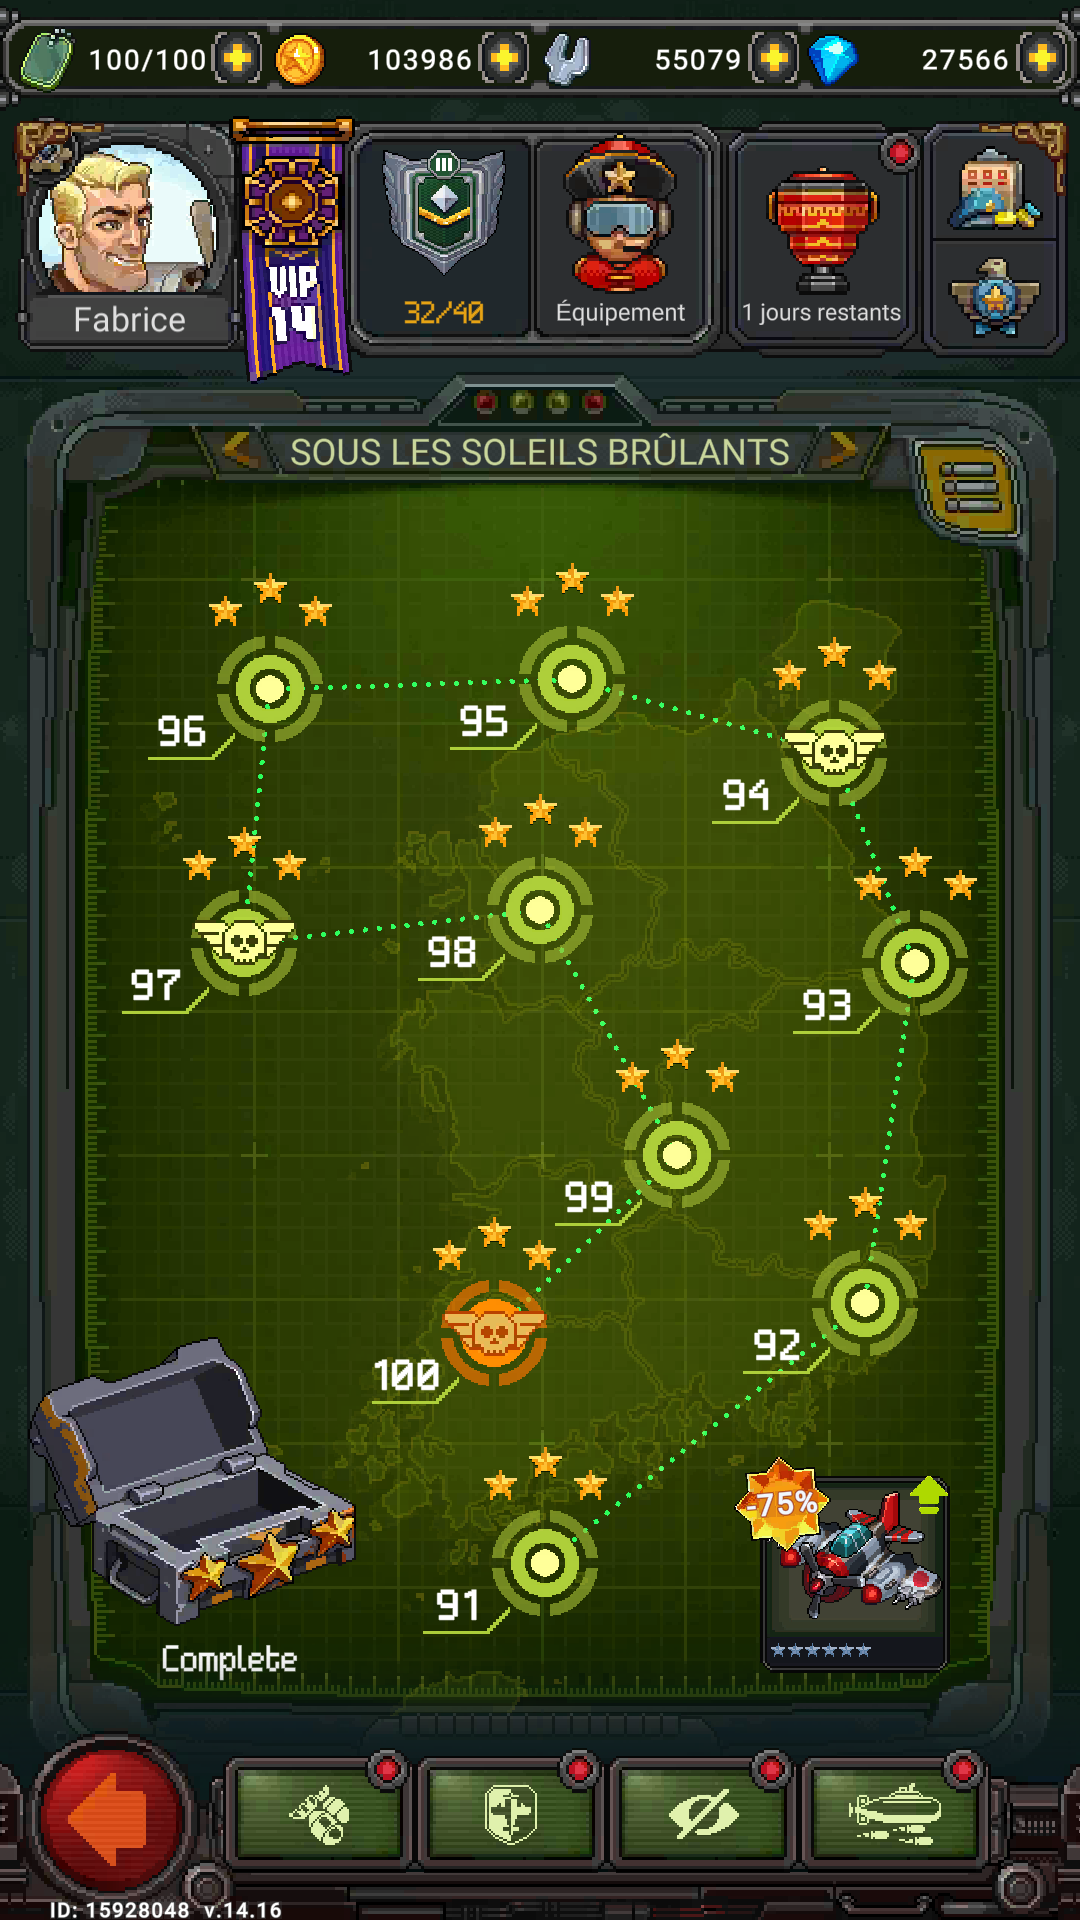 100/100
103986
55079
27566
Fabrice
VIP
14
III
32/40
Équipement
1 jours restants
SOUS LES SOLEILS BRÛLANTS
96
95
94
97
98
93
99
92
100
-75%
91
Complete
ID: 15928048 v.14.16